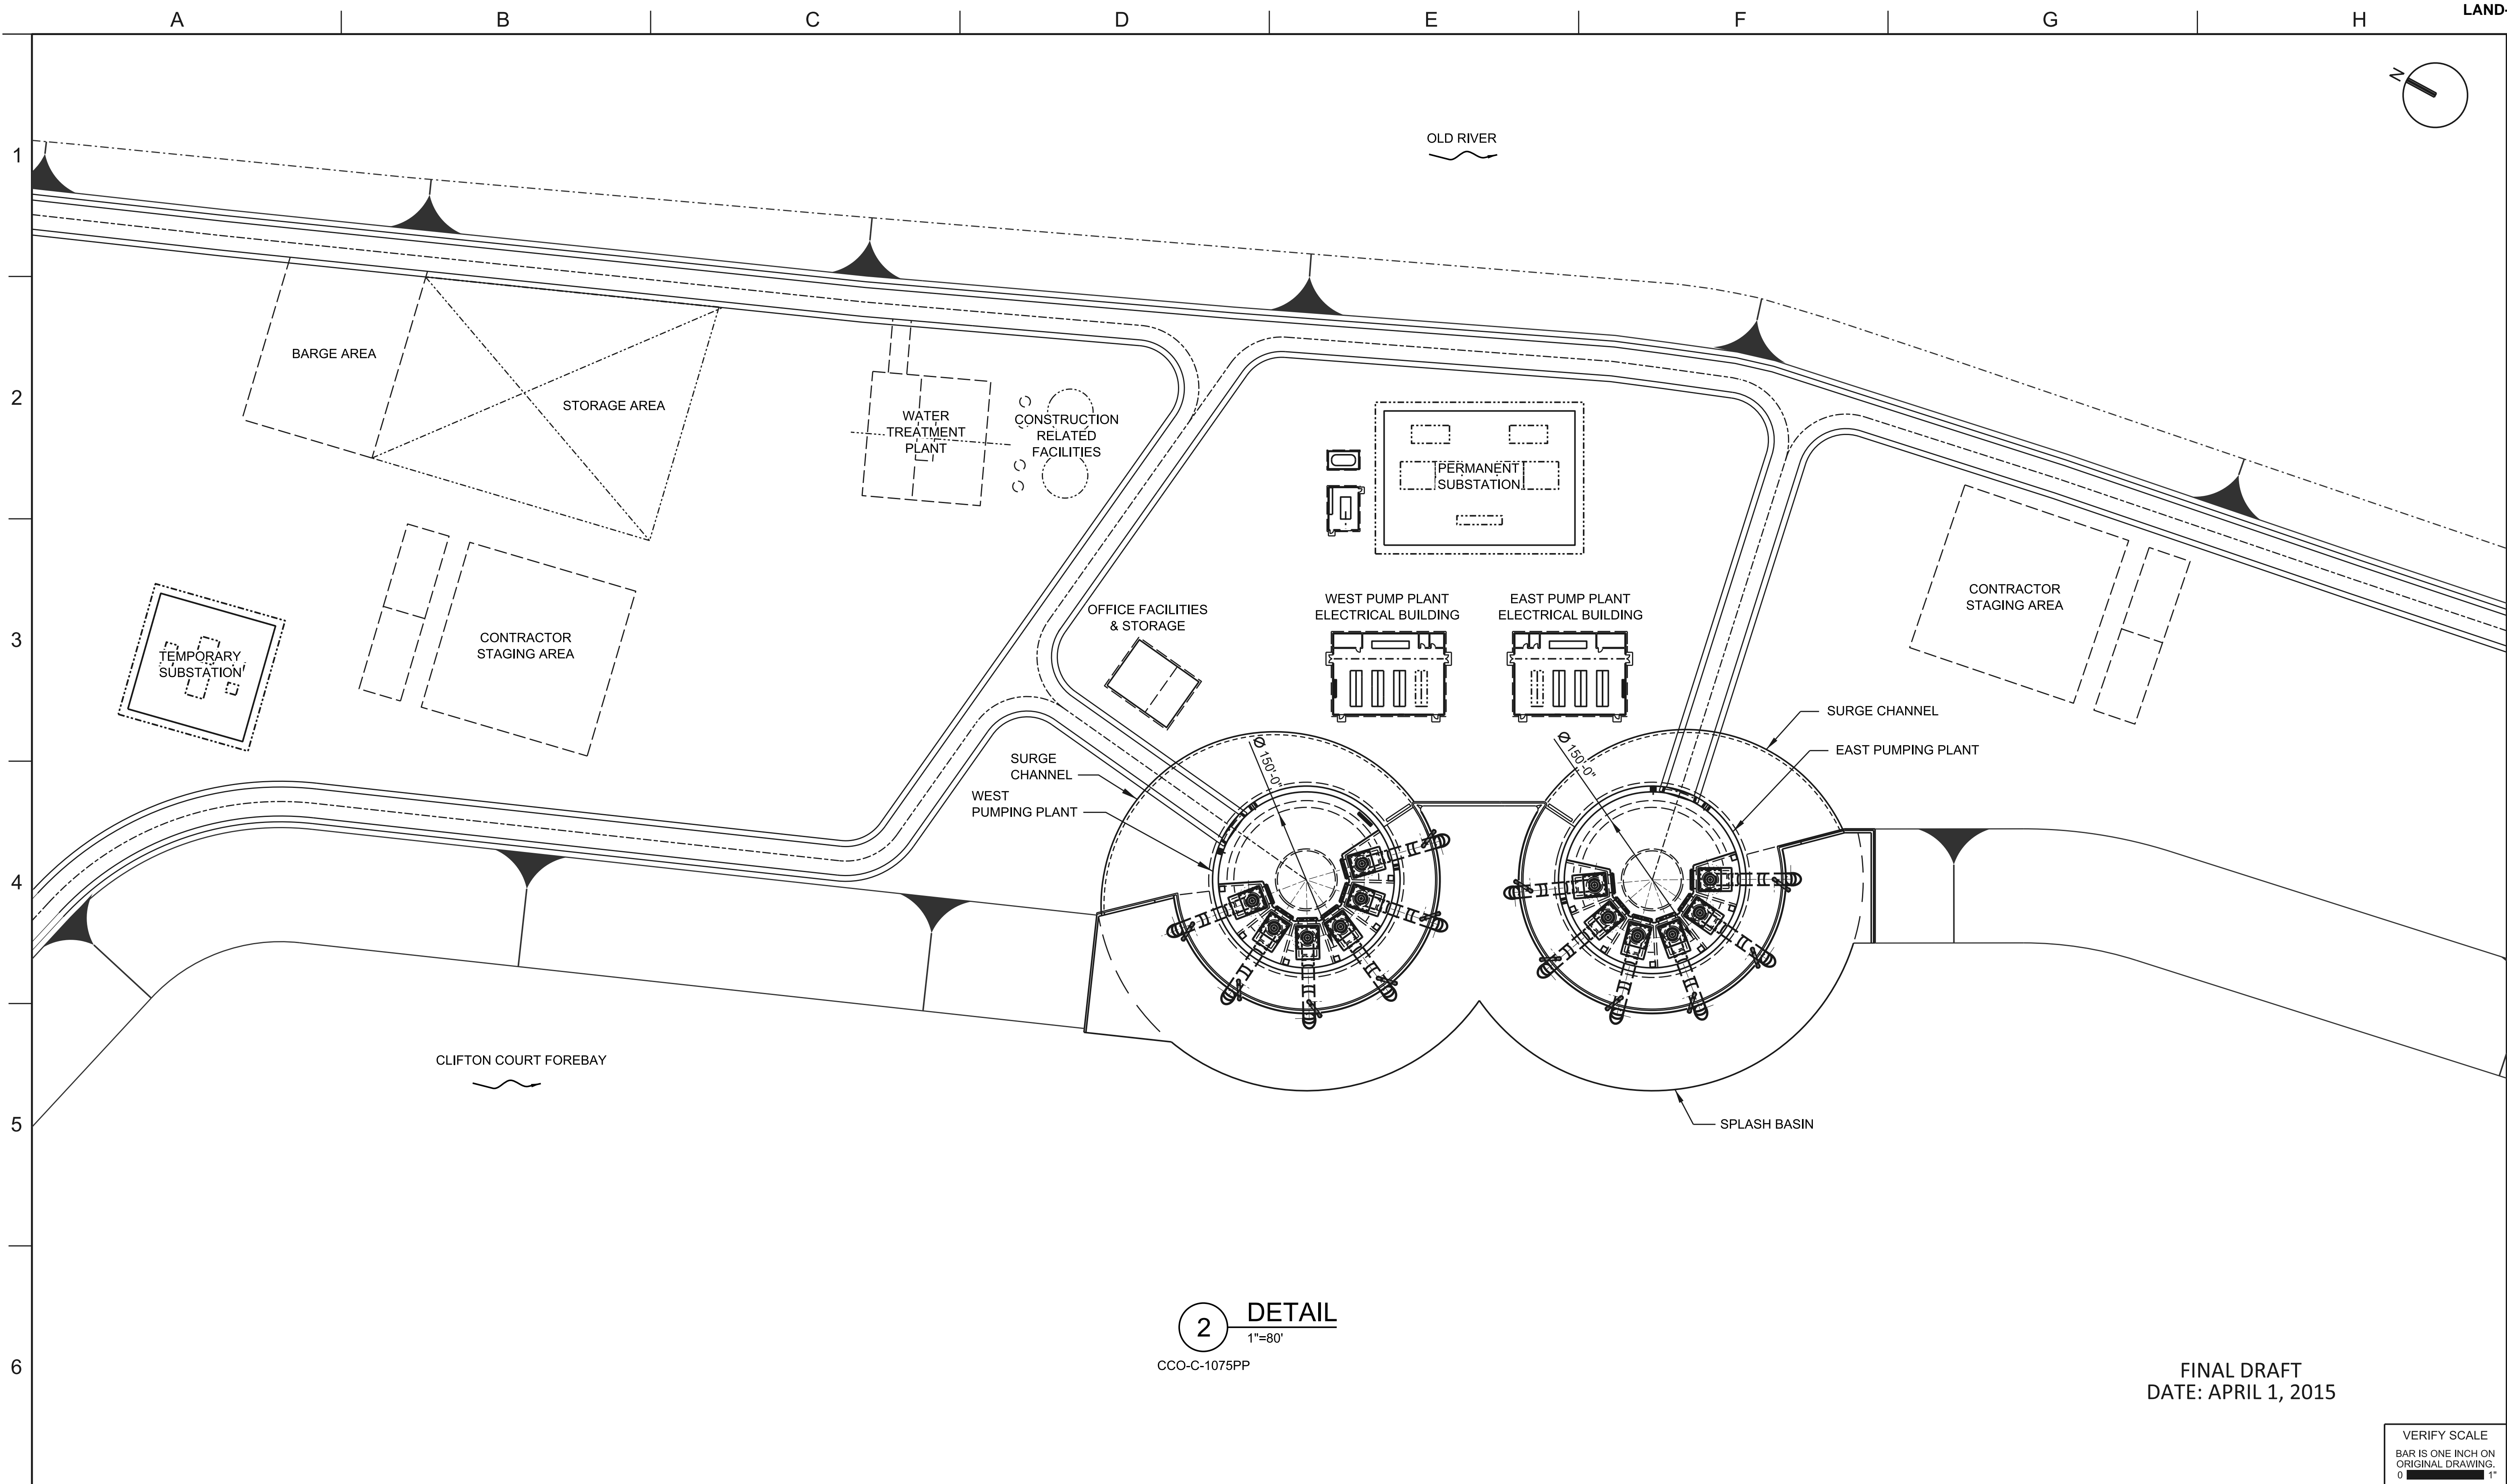 A
B
C
D
E
F
G
H
LAND-
N
OLD RIVER
1
BARGE AREA
2
STORAGE AREA
WATER
TREATMENT
PLANT
CONSTRUCTION
RELATED
FACILITIES
PERMANENT
SUBSTATION
3
TEMPORARY
SUBSTATION
CONTRACTOR
STAGING AREA
OFFICE FACILITIES
& STORAGE
WEST PUMP PLANT
ELECTRICAL BUILDING
EAST PUMP PLANT
ELECTRICAL BUILDING
CONTRACTOR
STAGING AREA
SURGE CHANNEL
EAST PUMPING PLANT
SURGE
CHANNEL
WEST
PUMPING PLANT
Ø 150'-0"
Ø 150'-0"
4
CLIFTON COURT FOREBAY
5
SPLASH BASIN
2
DETAIL
1"=80'
CCO-C-1075PP
6
FINAL DRAFT
DATE: APRIL 1, 2015
VERIFY SCALE
BAR IS ONE INCH ON
ORIGINAL DRAWING.
0 1"